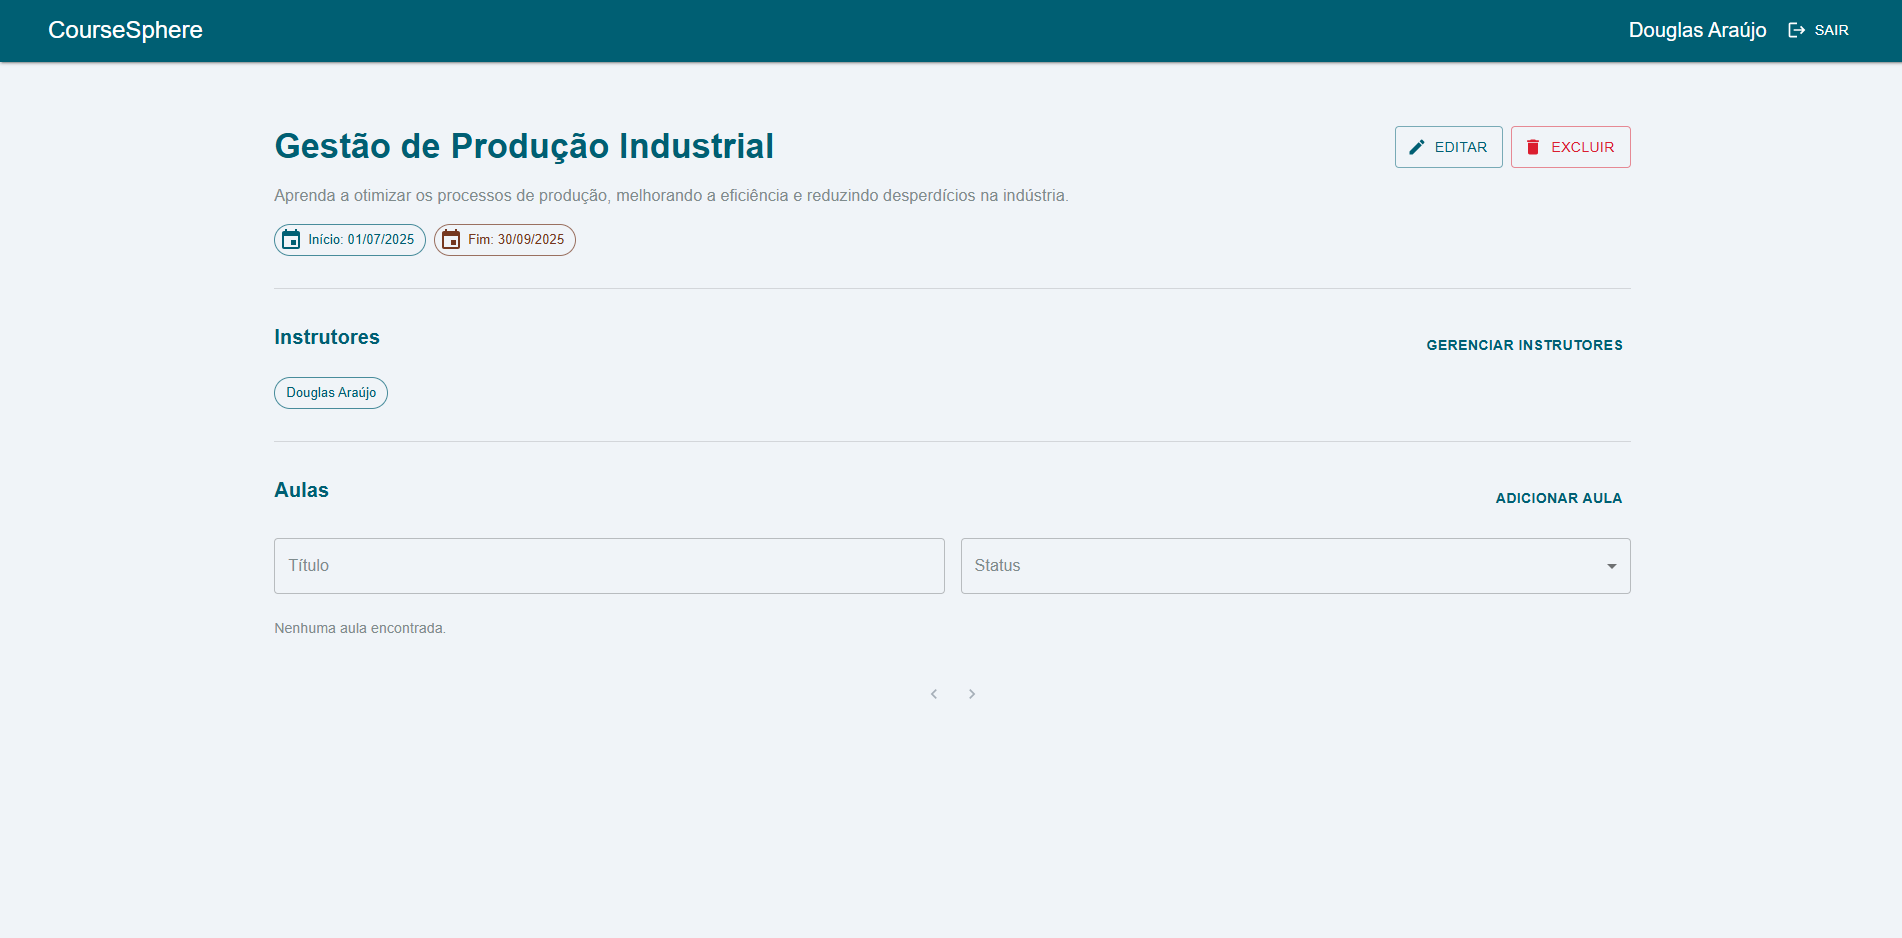 CourseSphere
Douglas Araújo SAIR
Gestão de Produção Industrial
EDITAR EXCLUIR
Aprenda a otimizar os processos de produção, melhorando a eficiência e reduzindo desperdícios na indústria.
Início: 01/07/2025 Fim: 30/09/2025
Instrutores
GERENCIAR INSTRUTORES
Douglas Araújo
Aulas
ADICIONAR AULA
Título Status
Nenhuma aula encontrada.